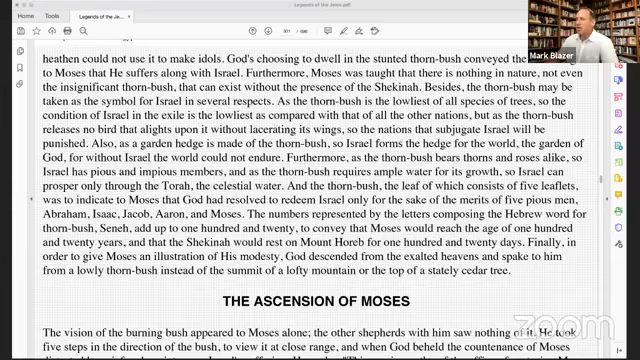 Legends of the Jews.pdf
Home Tools Legends of the Je... ×
301 / 696
Mark Blazer
heathen could not use it to make idols. God's choosing to dwell in the stunted thorn-bush conveyed the
to Moses that He suffers along with Israel. Furthermore, Moses was taught that there is nothing in nature, not even
the insignificant thorn-bush, that can exist without the presence of the Shekinah. Besides, the thorn-bush may be
taken as the symbol for Israel in several respects. As the thorn-bush is the lowliest of all species of trees, so the
condition of Israel in the exile is the lowliest as compared with that of all the other nations, but as the thorn-bush
releases no bird that alights upon it without lacerating its wings, so the nations that subjugate Israel will be
punished. Also, as a garden hedge is made of the thorn-bush, so Israel forms the hedge for the world, the garden of
God, for without Israel the world could not endure. Furthermore, as the thorn-bush bears thorns and roses alike, so
Israel has pious and impious members, and as the thorn-bush requires ample water for its growth, so Israel can
prosper only through the Torah, the celestial water. And the thorn-bush, the leaf of which consists of five leaflets,
was to indicate to Moses that God had resolved to redeem Israel only for the sake of the merits of five pious men,
Abraham, Isaac, Jacob, Aaron, and Moses. The numbers represented by the letters composing the Hebrew word for
thorn-bush, Seneh, add up to one hundred and twenty, to convey that Moses would reach the age of one hundred
and twenty years, and that the Shekinah would rest on Mount Horeb for one hundred and twenty days. Finally, in
order to give Moses an illustration of His modesty, God descended from the exalted heavens and spake to him
from a lowly thorn-bush instead of the summit of a lofty mountain or the top of a stately cedar tree.
THE ASCENSION OF MOSES
The vision of the burning bush appeared to Moses alone; the other shepherds with him saw nothing of it. He took
five steps in the direction of the bush, to view it at close range, and when God beheld the countenance of Moses
zoom